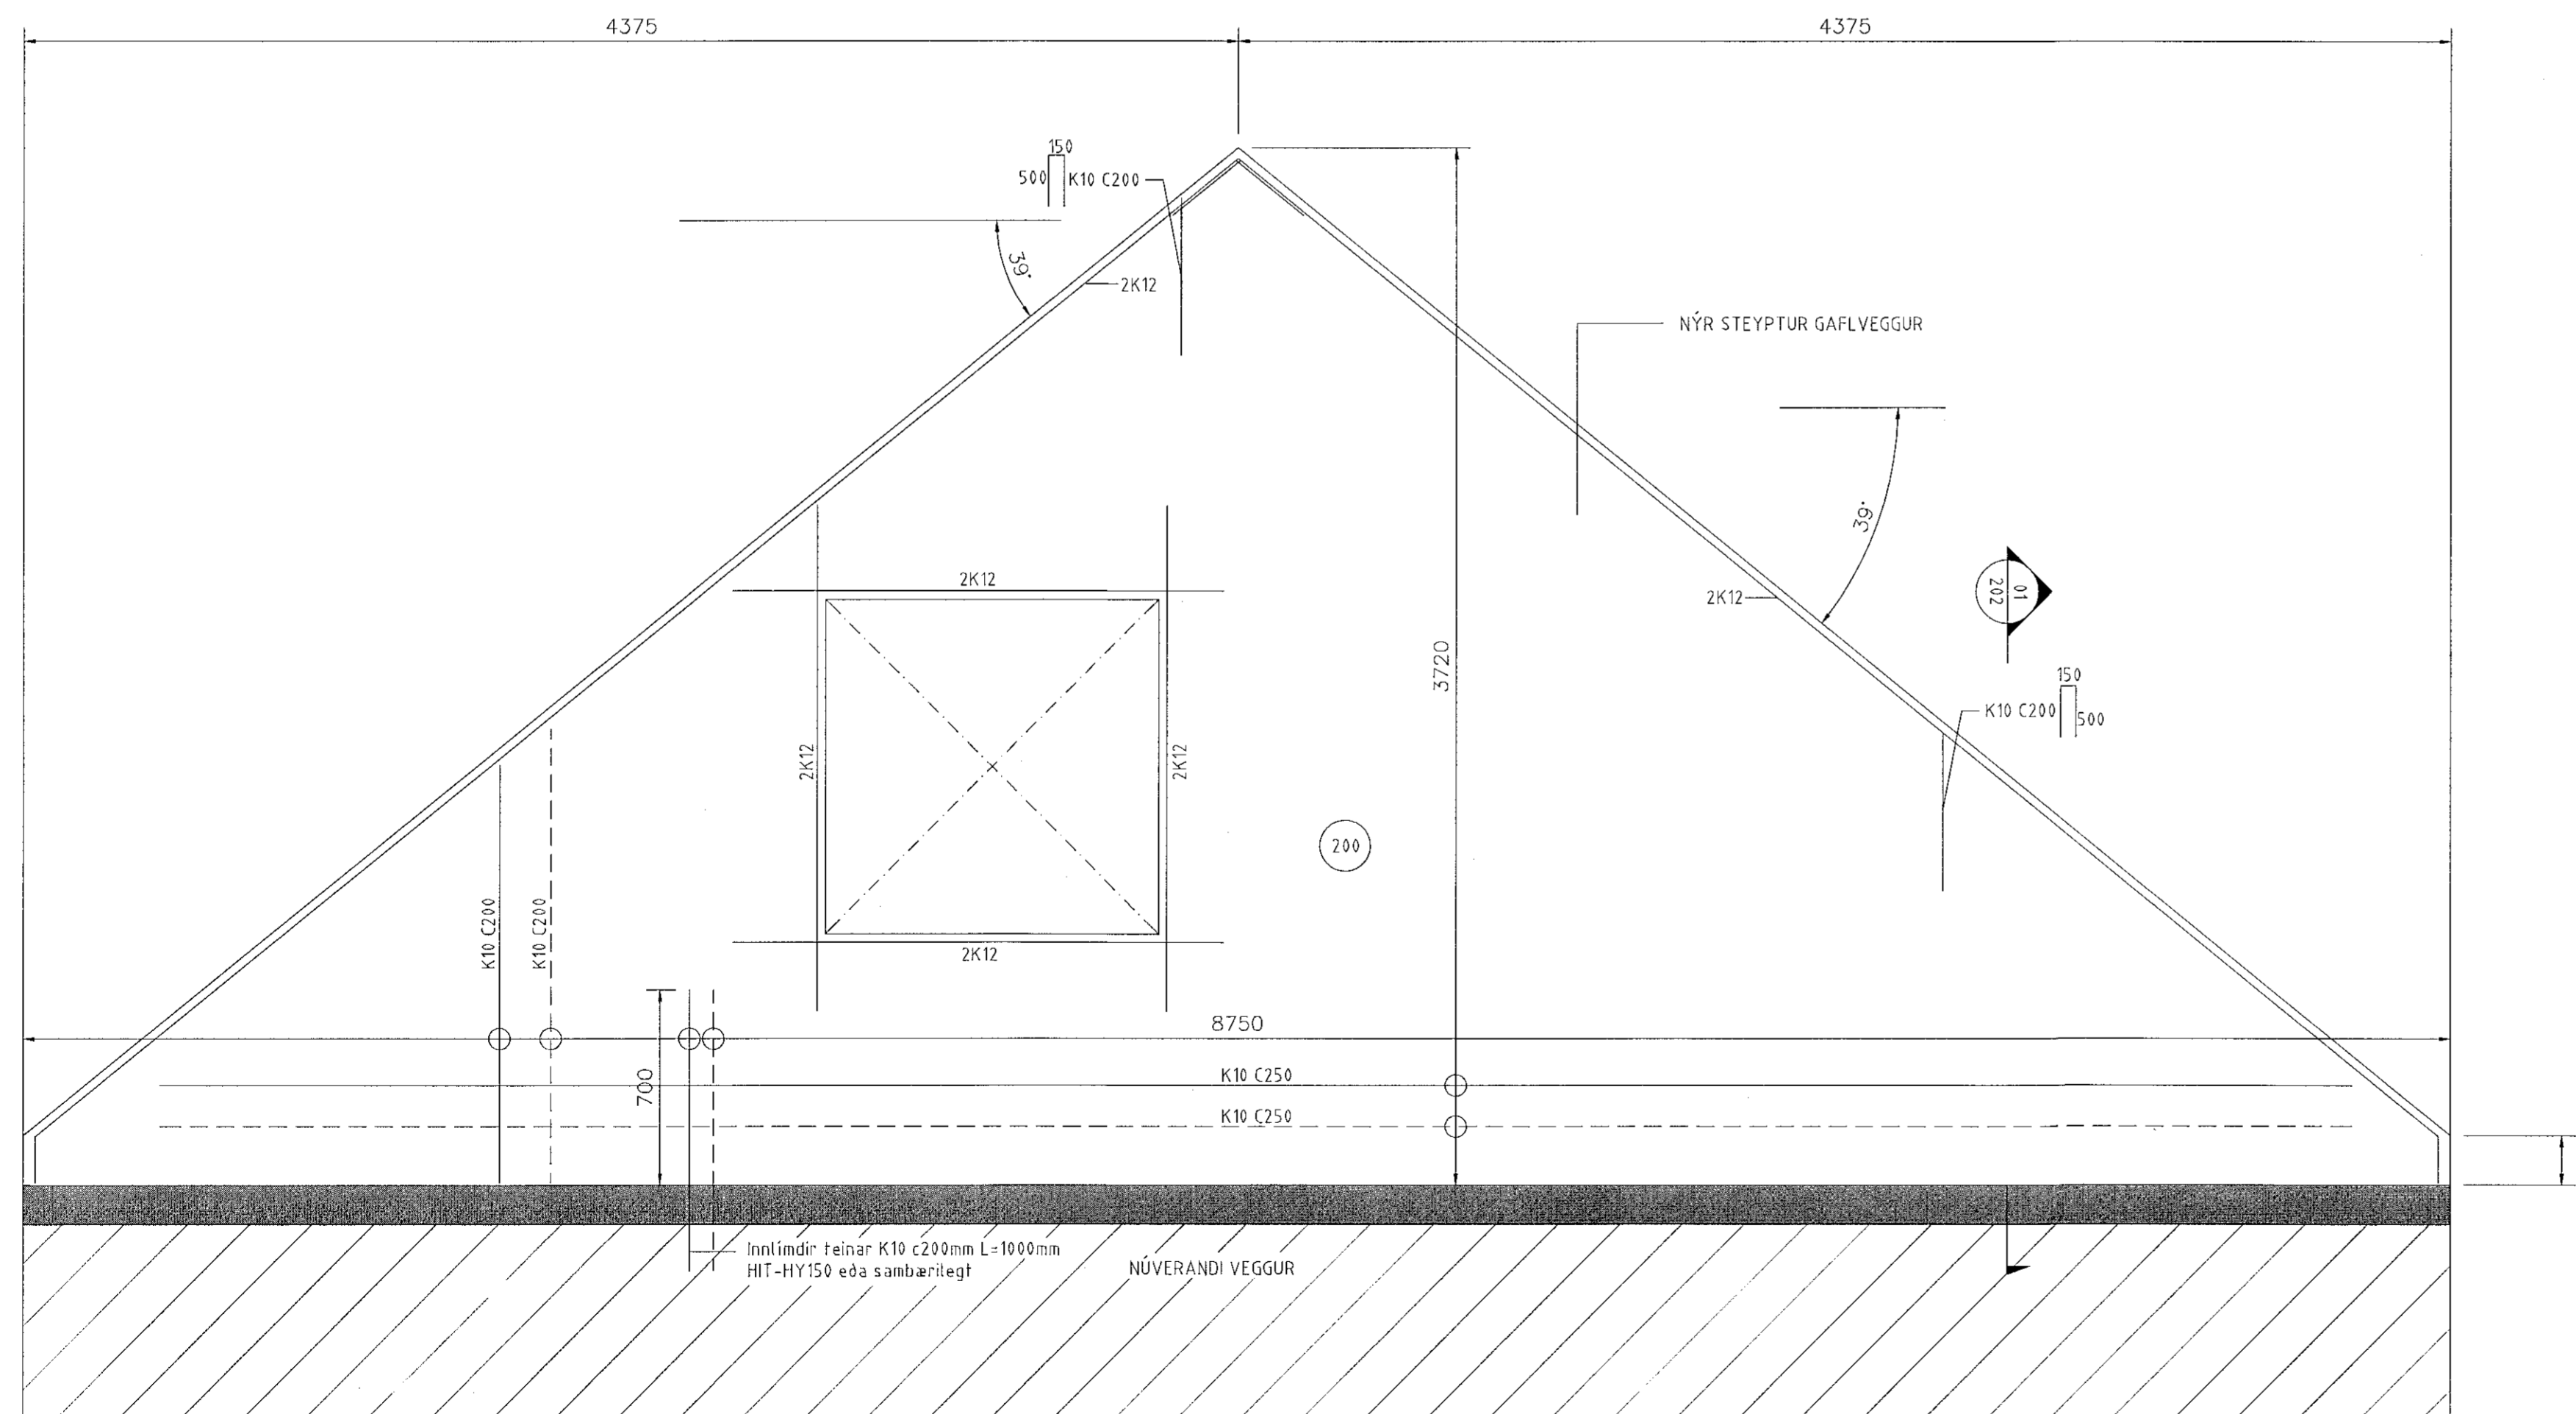 4375
4375
150
500
K10 C200
39°
2K12
NÝR STEYPTUR GAFLVEGGUR
39°
2K12
01
202
2K12
3720
150
K10 C200
500
2K12
2K12
200
K10 C200
K10 C200
2K12
8750
700
K10 C250
K10 C250
Innlímdir teinar K10 c200mm L=1000mm
HIT-HY150 eða sambærilegt
NÚVERANDI VEGGUR